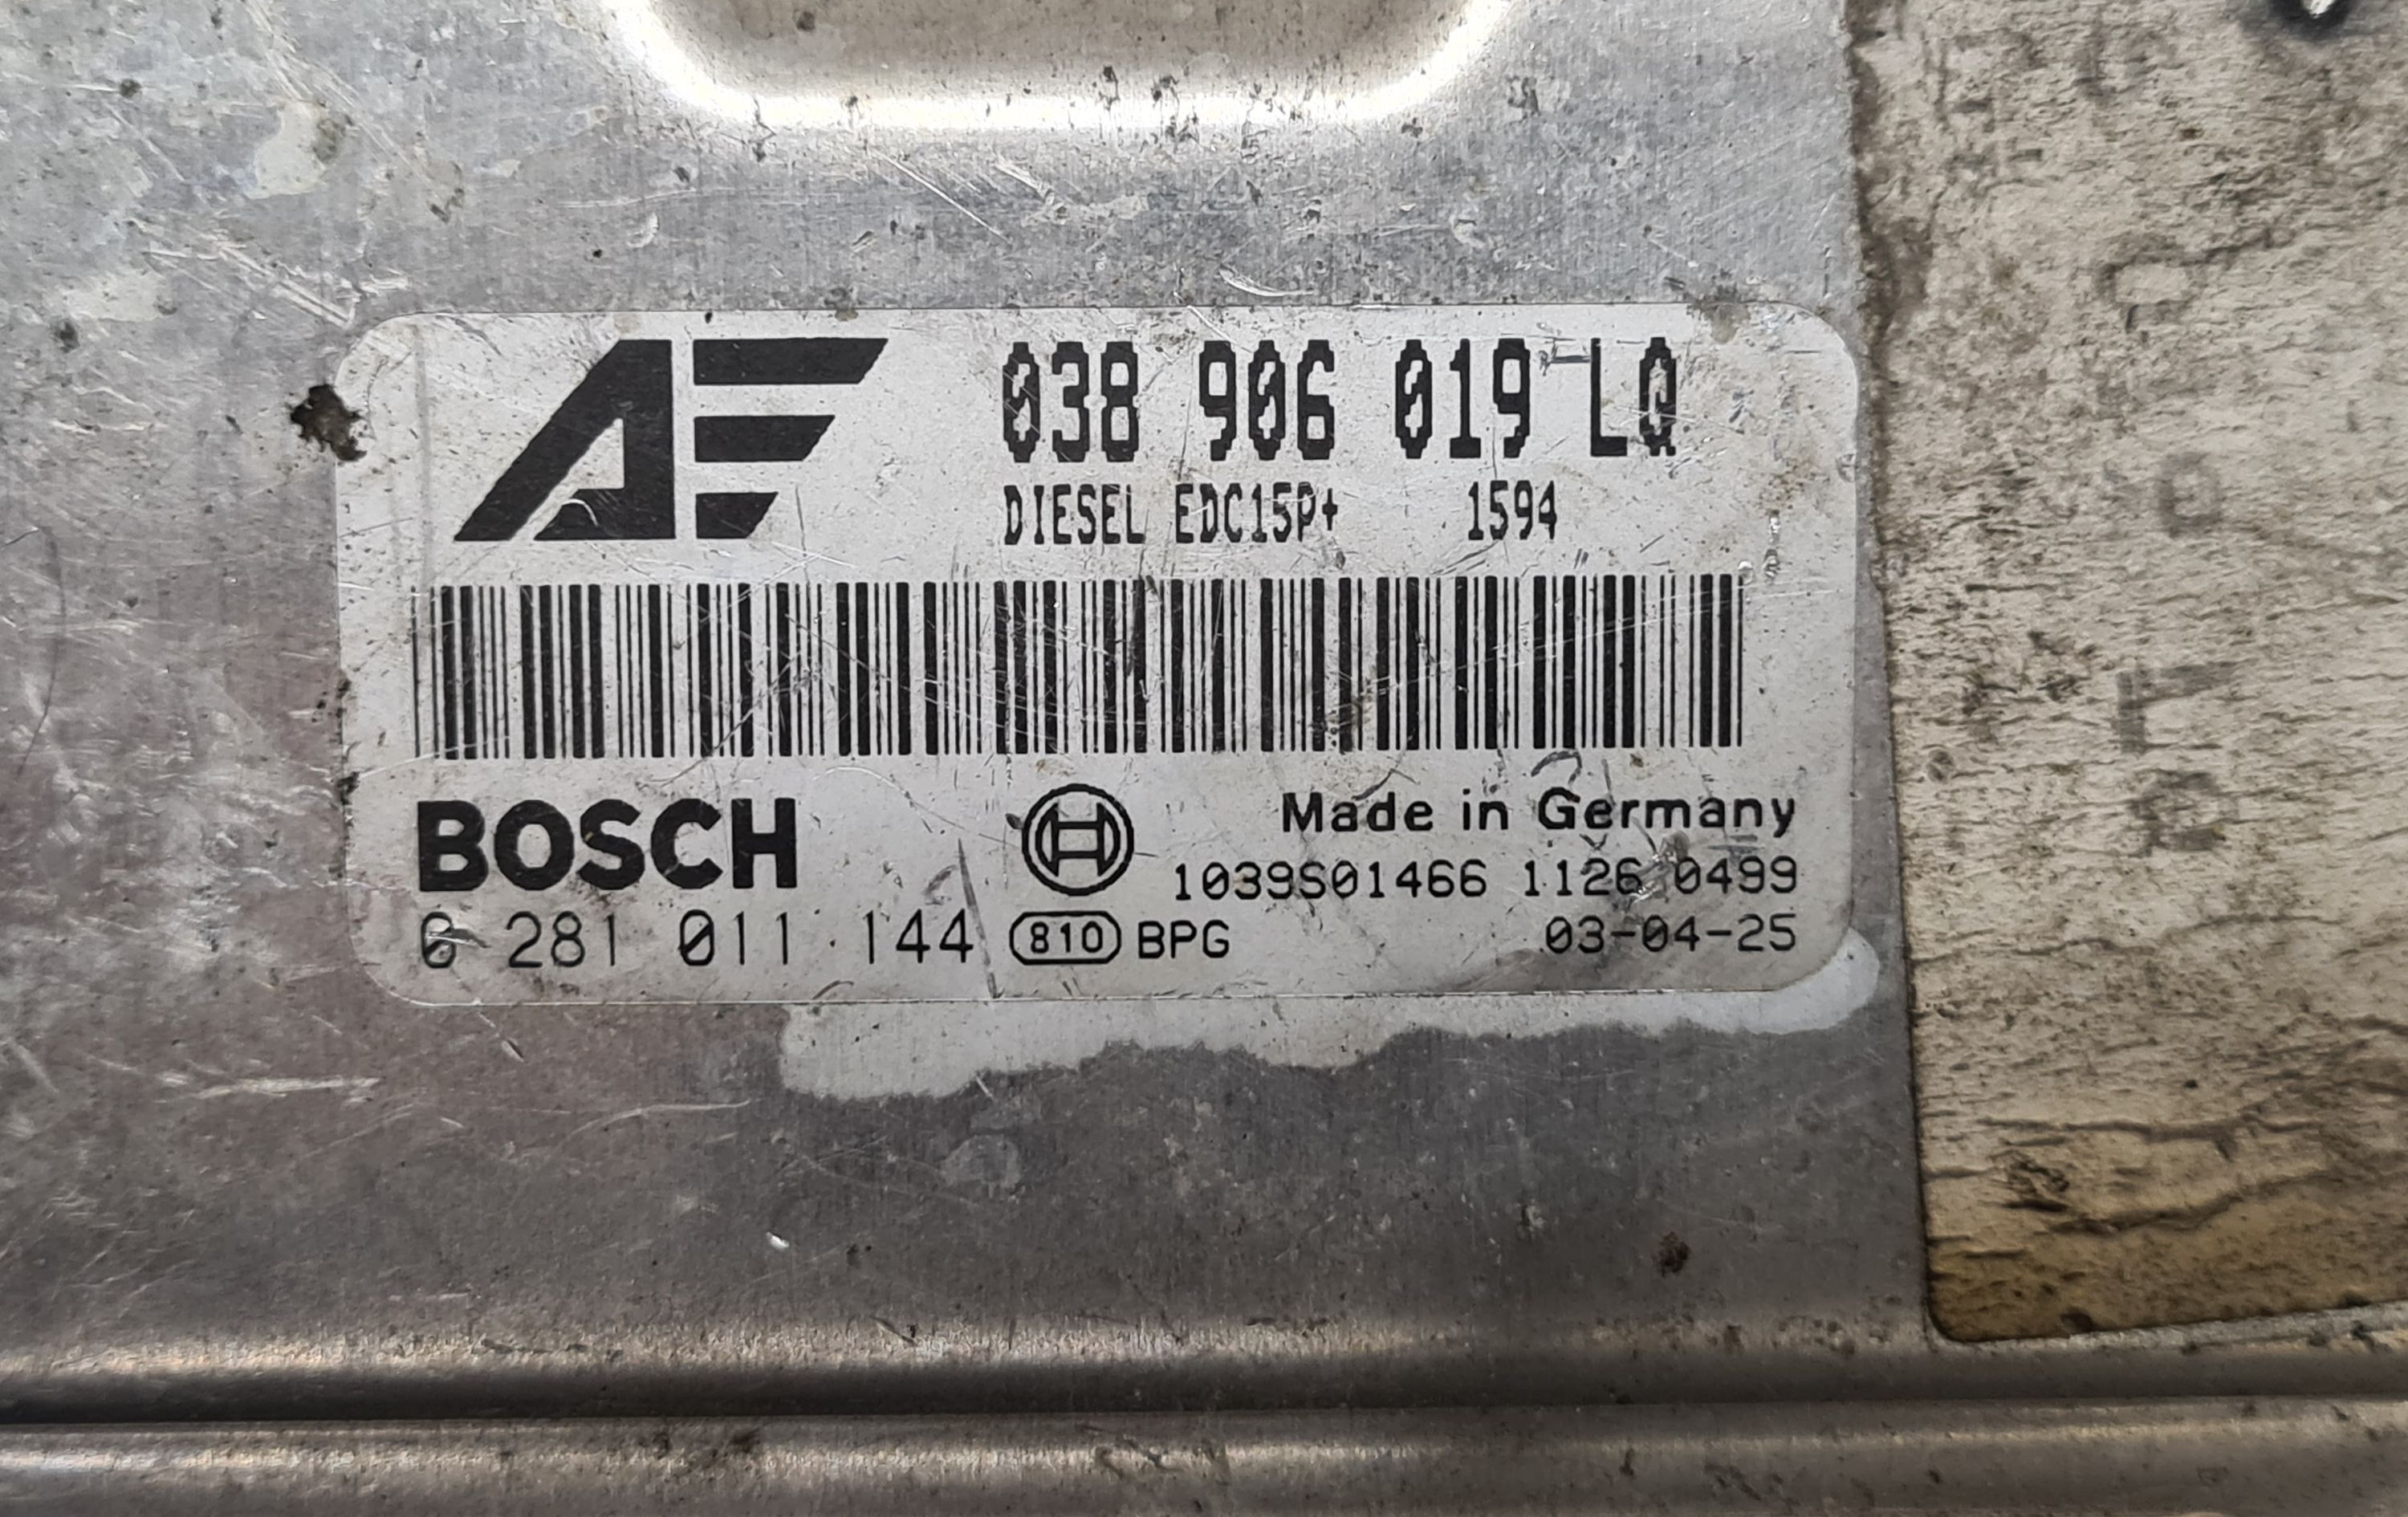 AF
038 906 019 LQ
DIESEL EDC15P+ 1594
BOSCH
Made in Germany
1039S01466 1126 0499
0 281 011 144 810 BPG 03-04-25